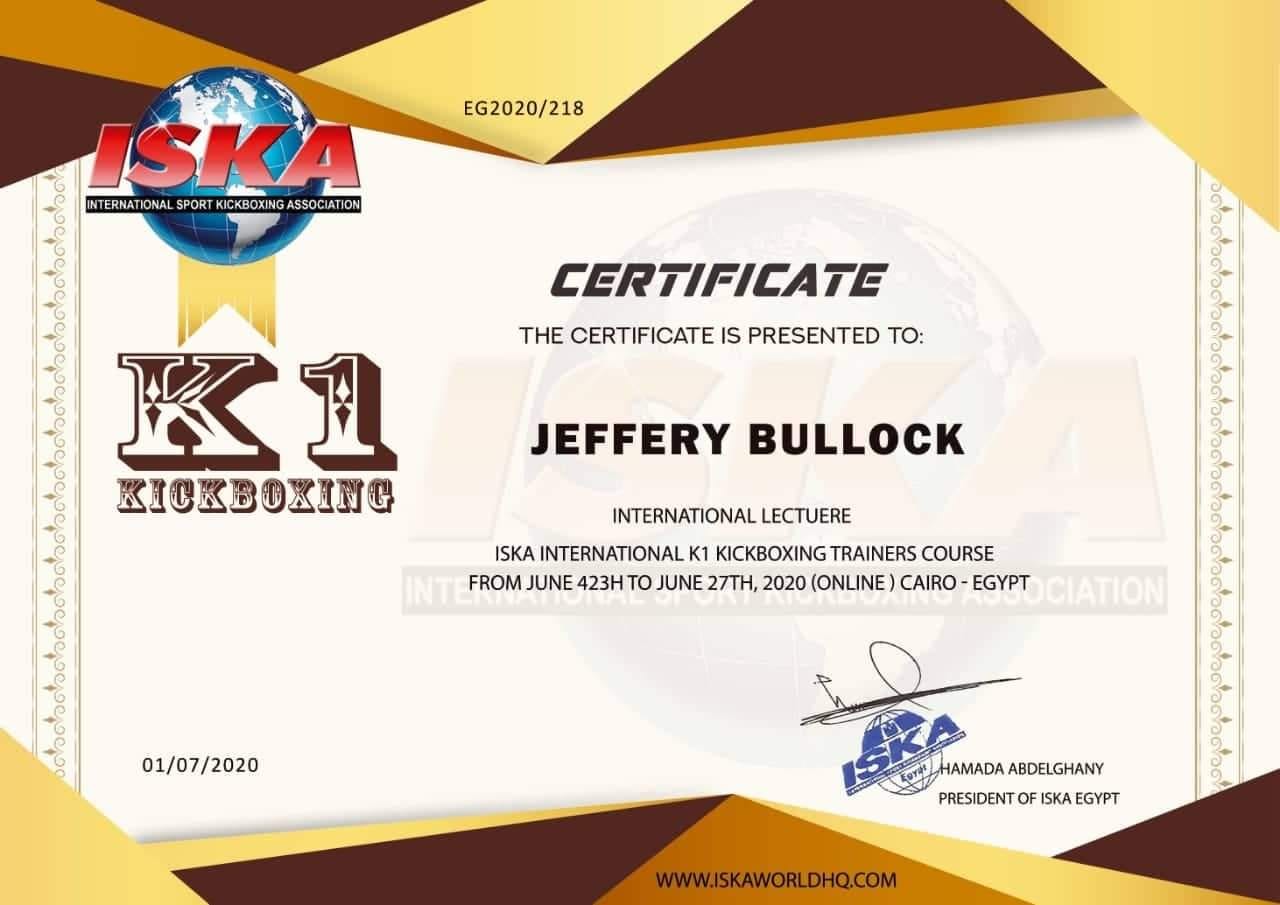 EG2020/218
ISKA
INTERNATIONAL SPORT KICKBOXING ASSOCIATION
K1
KICKBOXING
CERTIFICATE
THE CERTIFICATE IS PRESENTED TO:
JEFFERY BULLOCK
INTERNATIONAL LECTUERE
ISKA INTERNATIONAL K1 KICKBOXING TRAINERS COURSE
FROM JUNE 423H TO JUNE 27TH, 2020 (ONLINE ) CAIRO - EGYPT
ISKA
INTERNATIONAL SPORT KICKBOXING ASSOCIATION
ISKA
Egypt
01/07/2020
HAMADA ABDELGHANY
PRESIDENT OF ISKA EGYPT
WWW.ISKAWORLDHQ.COM